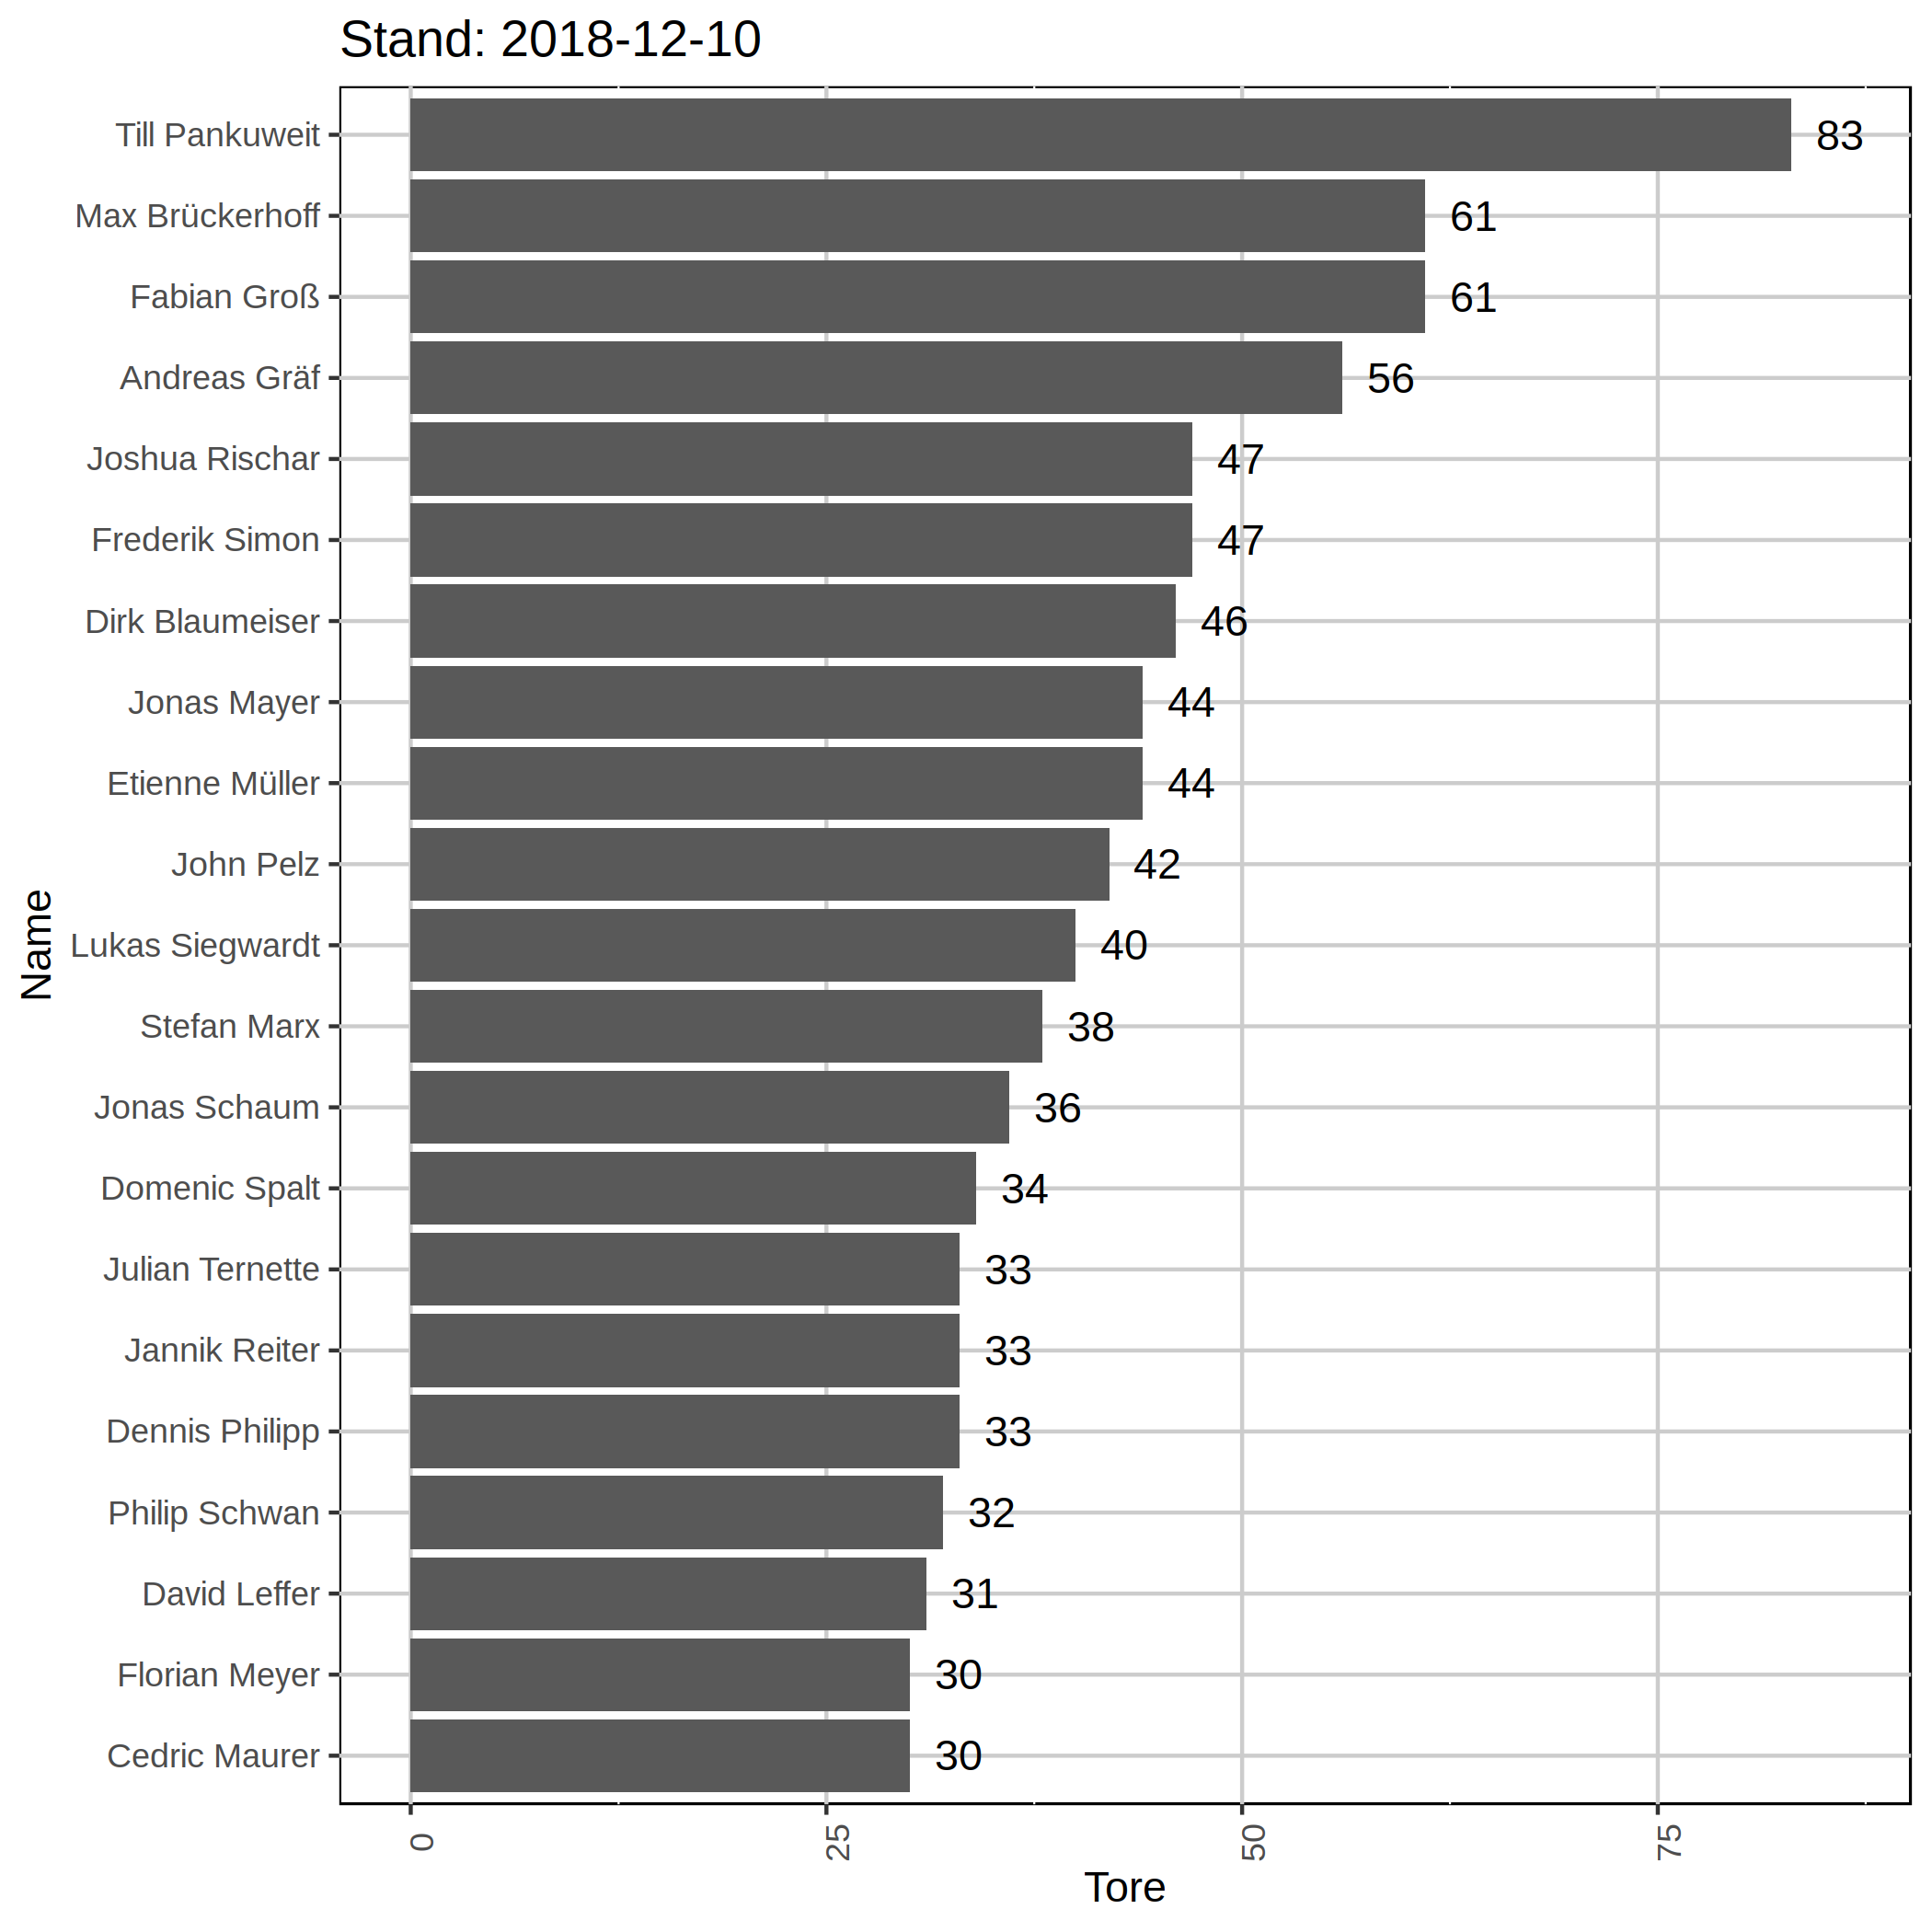 Stand: 2018-12-10
Till Pankuweit 83
Max Brückerhoff 61
Fabian Groß 61
Andreas Gräf 56
Joshua Rischar 47
Frederik Simon 47
Dirk Blaumeiser 46
Jonas Mayer 44
Etienne Müller 44
John Pelz 42
Lukas Siegwardt 40
Stefan Marx 38
Jonas Schaum 36
Domenic Spalt 34
Julian Ternette 33
Jannik Reiter 33
Dennis Philipp 33
Philip Schwan 32
David Leffer 31
Florian Meyer 30
Cedric Maurer 30
Name
0 25 50 75
Tore